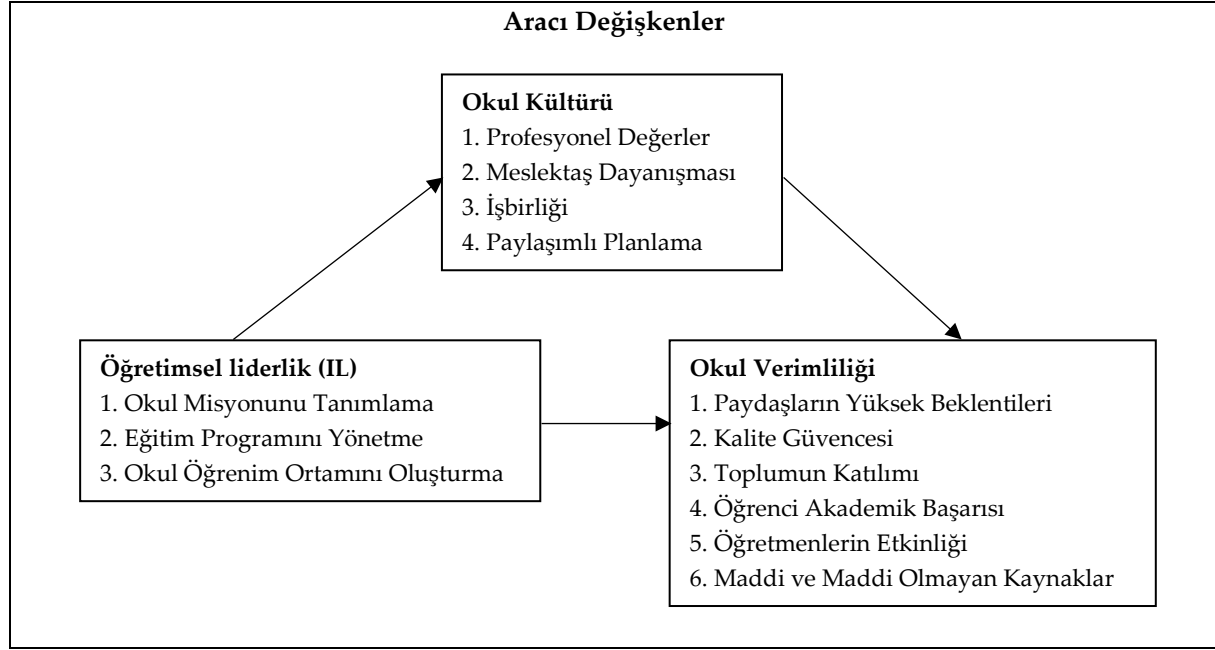 Aracı Değişkenler
Okul Kültürü
1. Profesyonel Değerler
2. Meslektaş Dayanışması
3. İşbirliği
4. Paylaşımlı Planlama
Öğretimsel liderlik (IL)
1. Okul Misyonunu Tanımlama
2. Eğitim Programını Yönetme
3. Okul Öğrenim Ortamını Oluşturma
Okul Verimliliği
1. Paydaşların Yüksek Beklentileri
2. Kalite Güvencesi
3. Toplumun Katılımı
4. Öğrenci Akademik Başarısı
5. Öğretmenlerin Etkinliği
6. Maddi ve Maddi Olmayan Kaynaklar